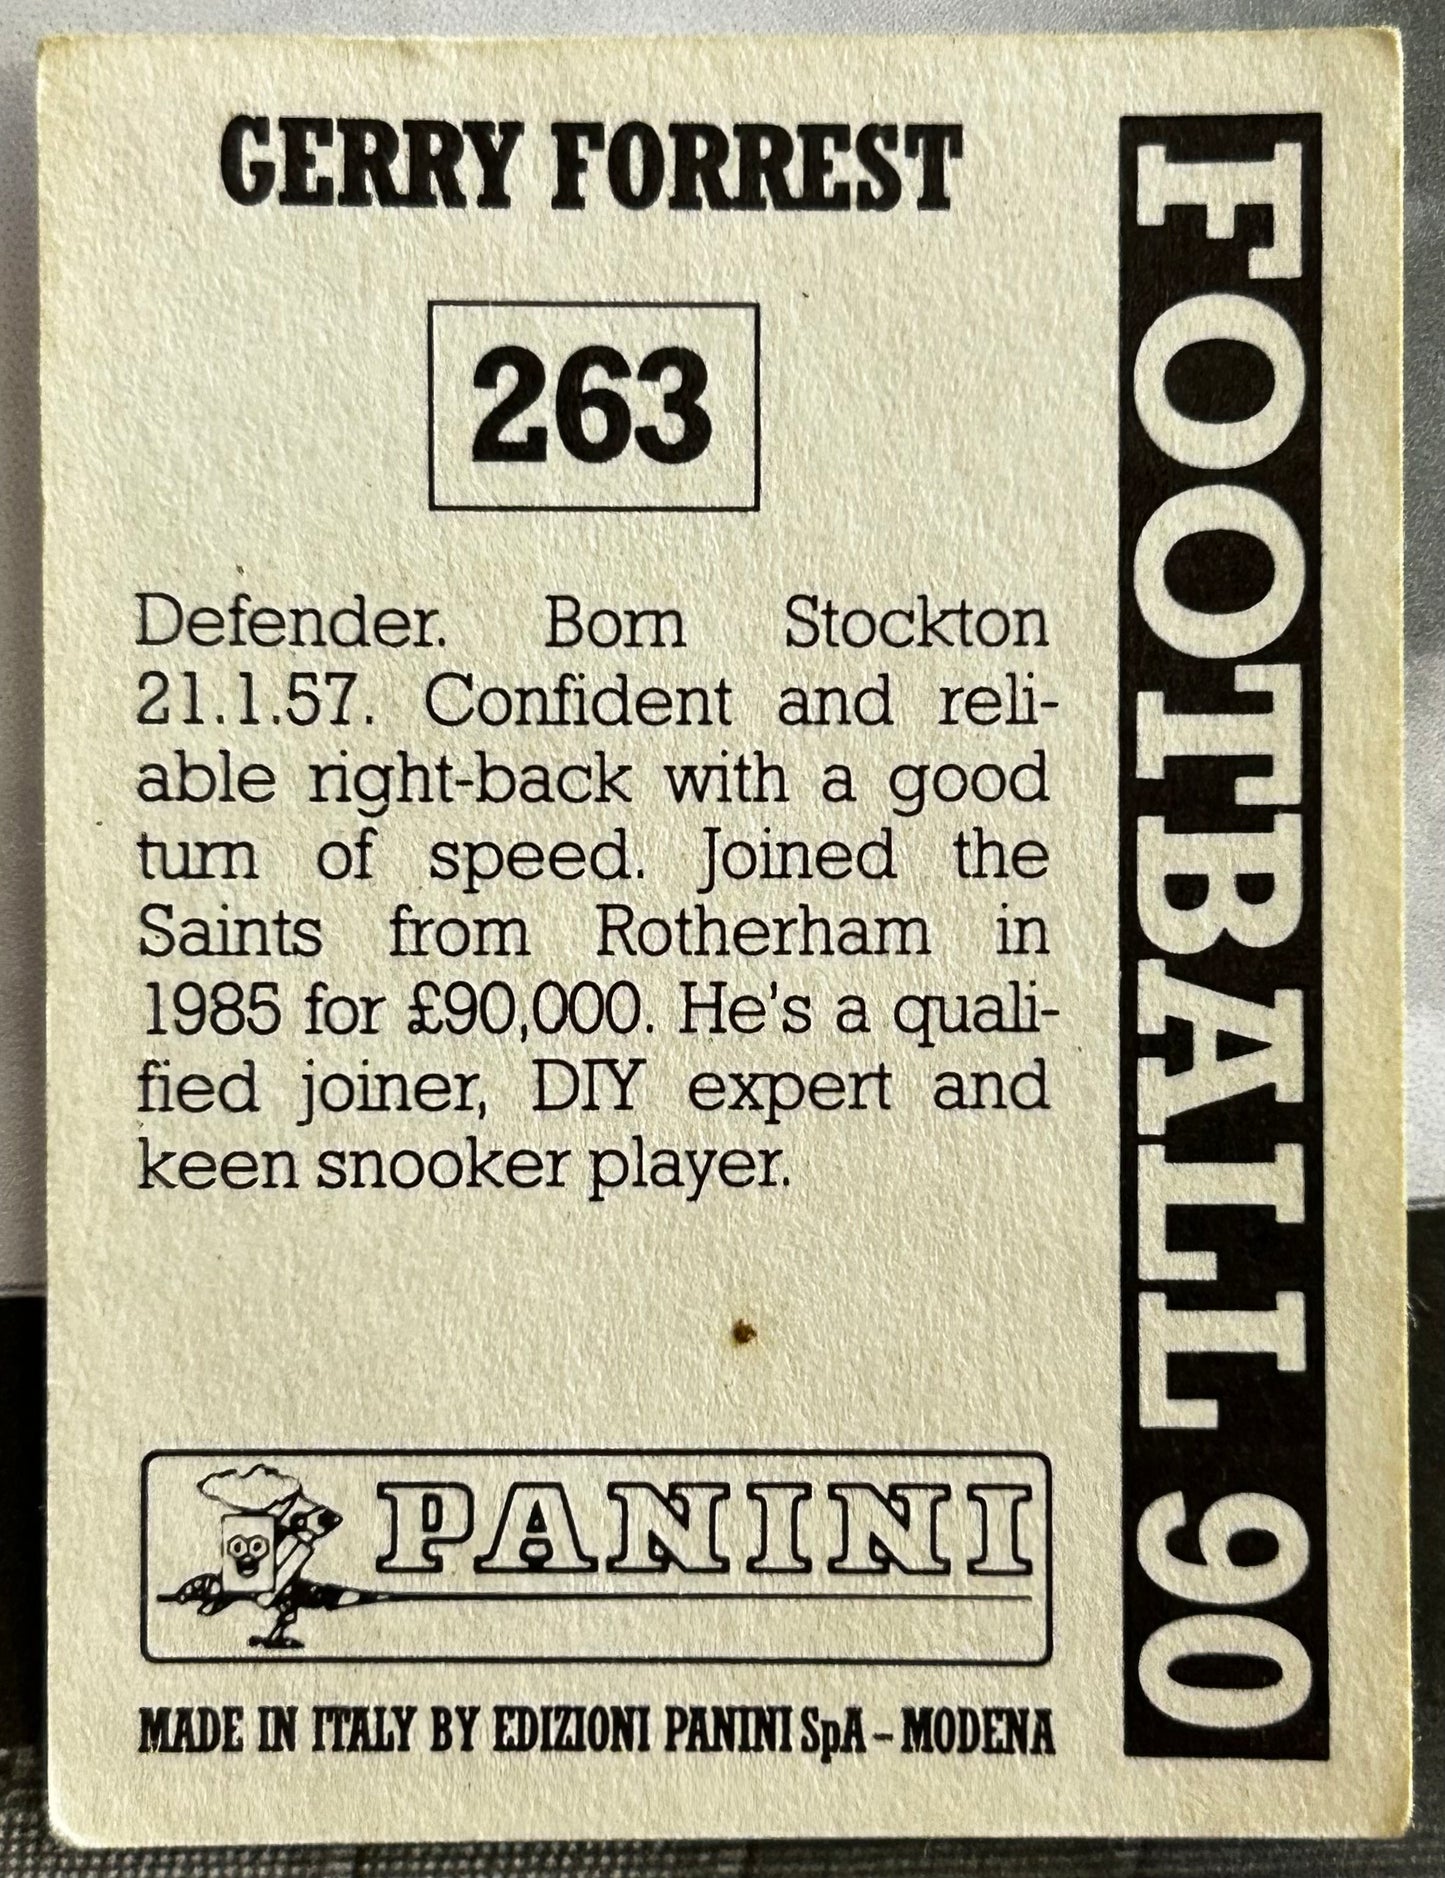 GERRY FORREST
263
Defender. Born Stockton
21.1.57. Confident and reli-
able right-back with a good
turn of speed. Joined the
Saints from Rotherham in
1985 for £90,000. He's a quali-
fied joiner, DIY expert and
keen snooker player.
PANINI
MADE IN ITALY BY EDIZIONI PANINI SpA – MODENA
FOOTBALL 90